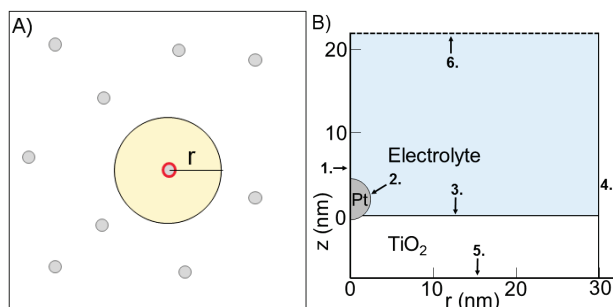 A)
r
B)
z (nm)
20
10
0
6.
Electrolyte
1.
2.
3.
4.
Pt
TiO₂
5.
0
10
20
30
r (nm)